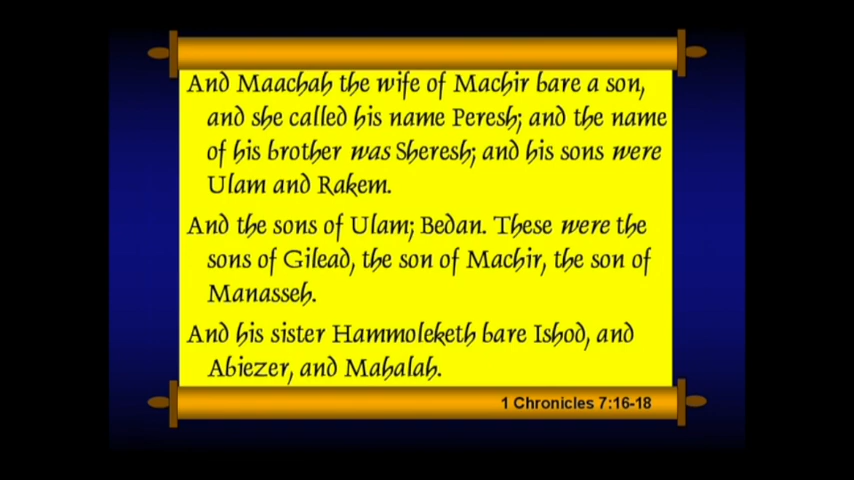 And Maachah the wife of Machir bare a son,
and she called his name Peresh; and the name
of his brother was Sheresh; and his sons were
Ulam and Rakem.
And the sons of Ulam; Bedan. These were the
sons of Gilead, the son of Machir, the son of
Manasseh.
And his sister Hammoleketh bare Ishod, and
Abiezer, and Mahalah.
1 Chronicles 7:16-18